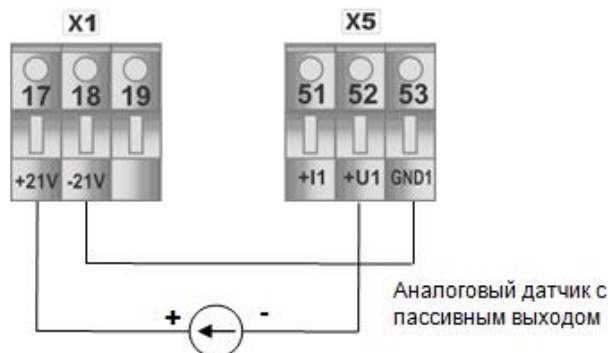 X1
X5
17 18 19
51 52 53
+21V -21V
+I1 +U1 GND1
Аналоговый датчик с
пассивным выходом
+ -